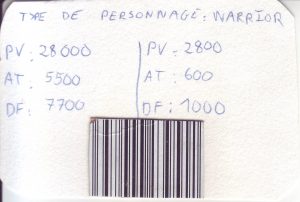 TYPE DE PERSONNAGE: WARRIOR
PV: 28000 PV: 2800
AT: 5500 AT: 600
DF: 7700 DF: 1000